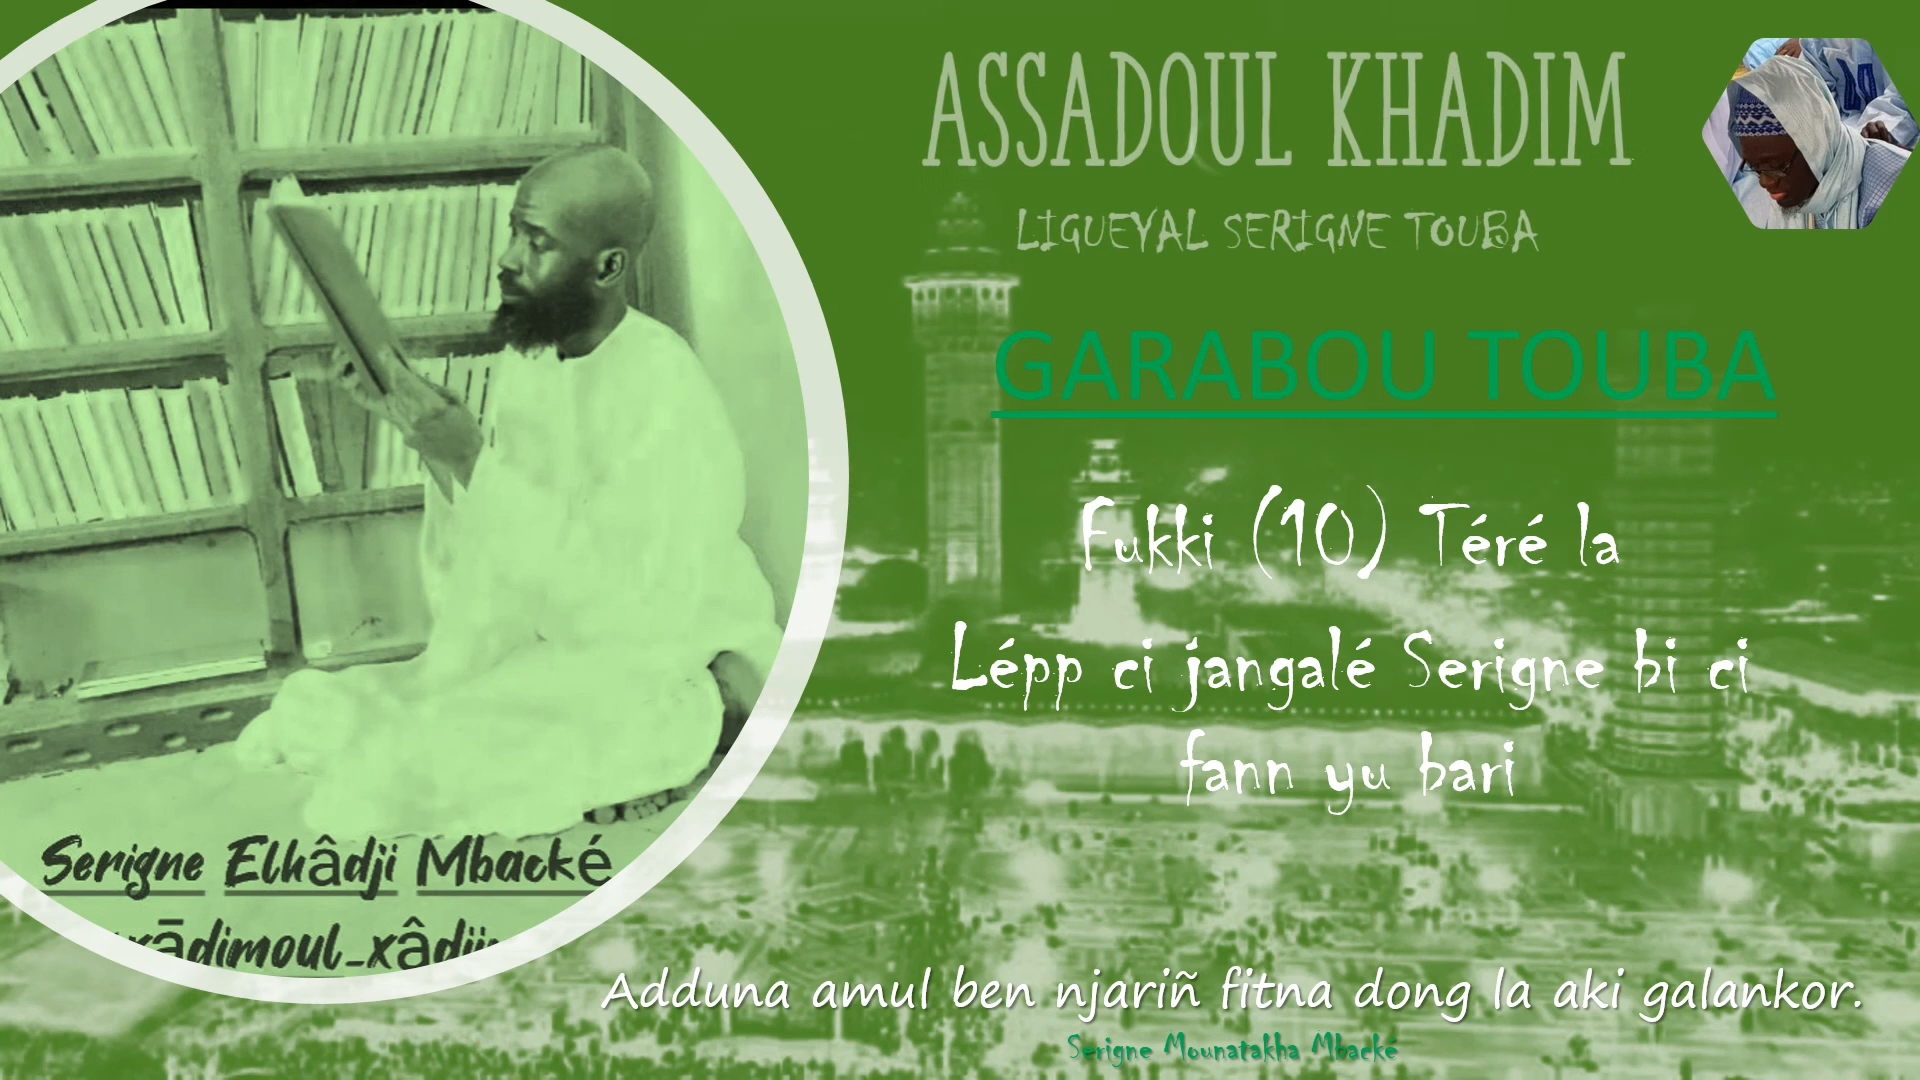 ASSADOUL KHADIM
LIGUEYAL SERIGNE TOUBA
GARABOU TOUBA
Fukki (10) Téré la
Lépp ci jangalé Serigne bi ci
fann yu bari
Serigne Elhâdji Mbacké
Adduna amul ben njariñ fitna dong la aki galankor.
Serigne Mounatakha Mbacké